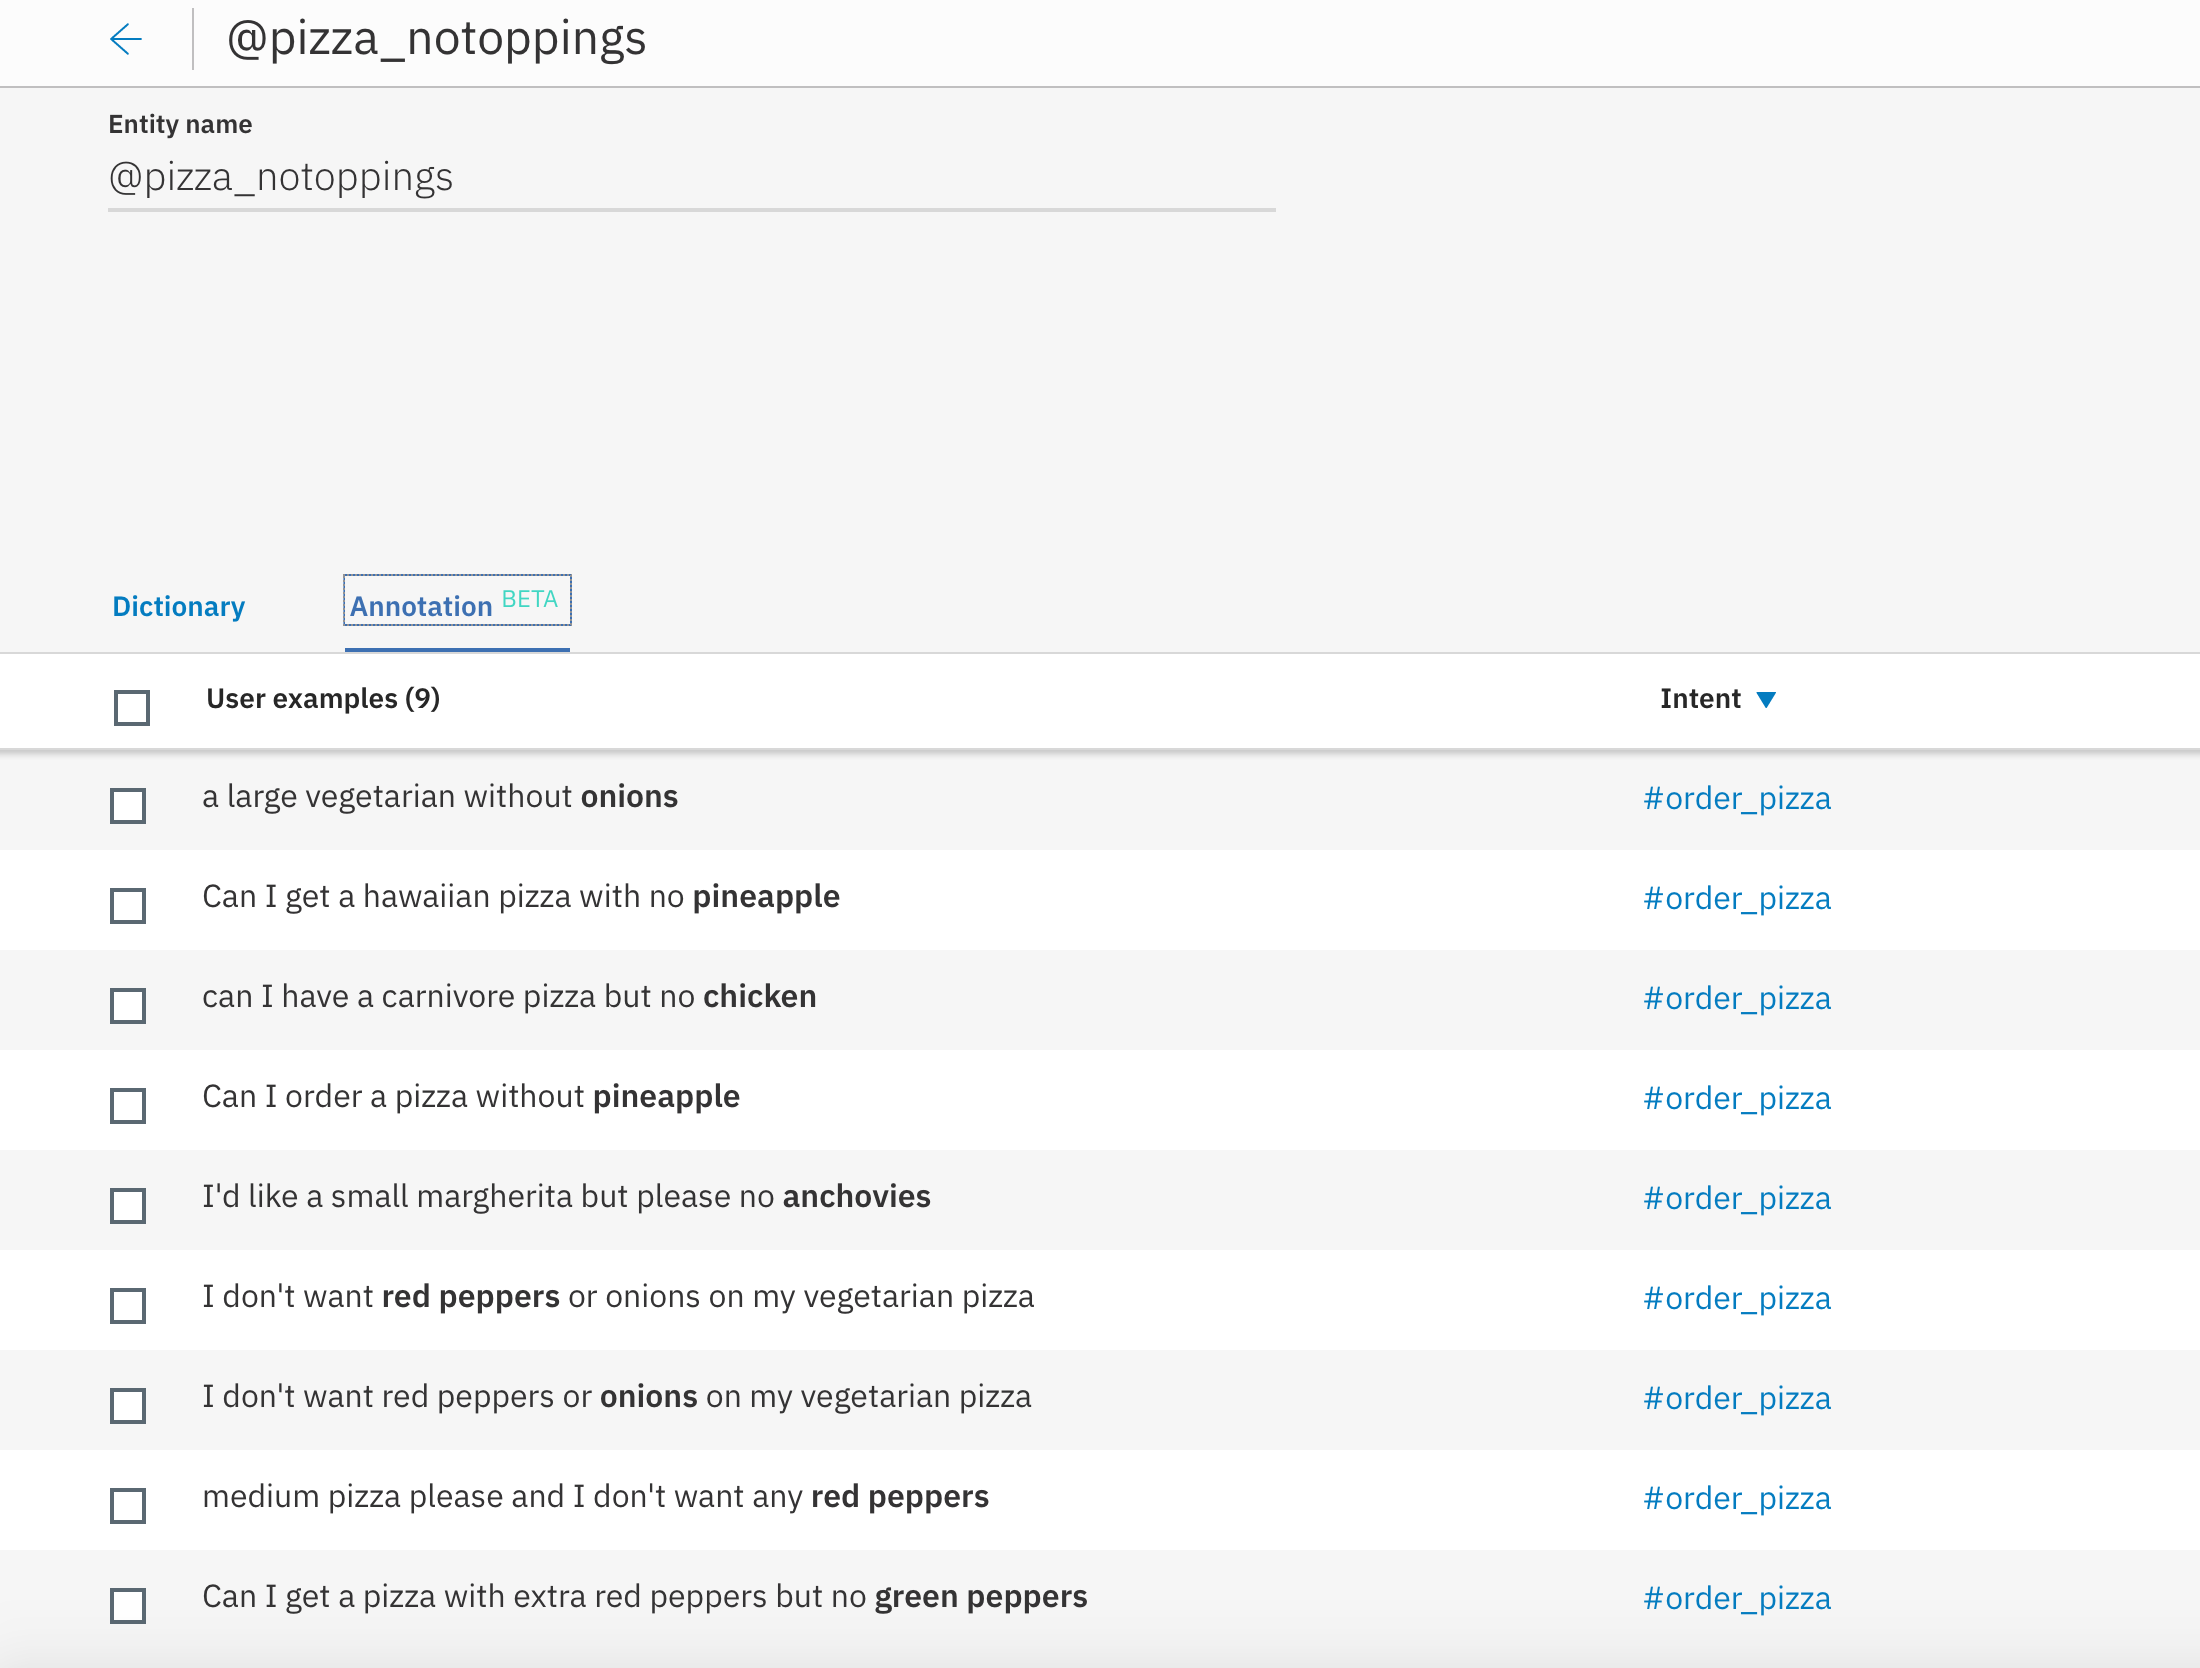 @pizza_notoppings
Entity name
@pizza_notoppings
Dictionary Annotation BETA
User examples (9) Intent ▼
a large vegetarian without onions #order_pizza
Can I get a hawaiian pizza with no pineapple #order_pizza
can I have a carnivore pizza but no chicken #order_pizza
Can I order a pizza without pineapple #order_pizza
I'd like a small margherita but please no anchovies #order_pizza
I don't want red peppers or onions on my vegetarian pizza #order_pizza
I don't want red peppers or onions on my vegetarian pizza #order_pizza
medium pizza please and I don't want any red peppers #order_pizza
Can I get a pizza with extra red peppers but no green peppers #order_pizza